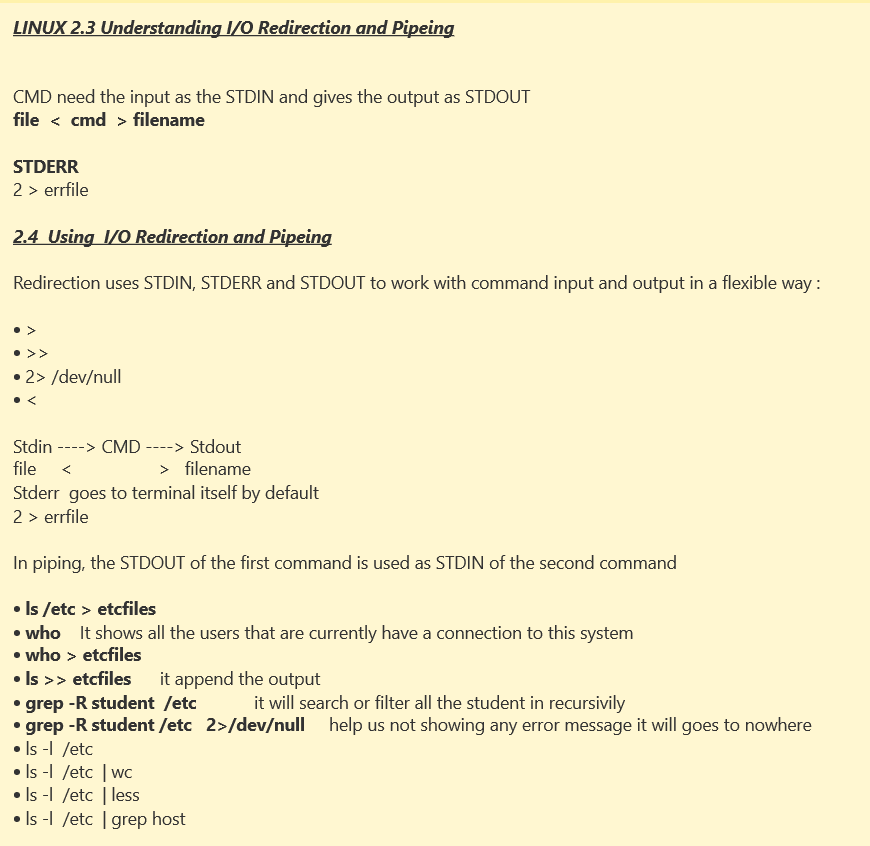 LINUX 2.3 Understanding I/O Redirection and Pipeing
CMD need the input as the STDIN and gives the output as STDOUT
file < cmd > filename
STDERR
2 > errfile
2.4 Using I/O Redirection and Pipeing
Redirection uses STDIN, STDERR and STDOUT to work with command input and output in a flexible way :
• >
• >>
• 2> /dev/null
• <
Stdin ----> CMD ----> Stdout
file < > filename
Stderr goes to terminal itself by default
2 > errfile
In piping, the STDOUT of the first command is used as STDIN of the second command
• ls /etc > etcfiles
• who It shows all the users that are currently have a connection to this system
• who > etcfiles
• ls >> etcfiles it append the output
• grep -R student /etc it will search or filter all the student in recursivily
• grep -R student /etc 2>/dev/null help us not showing any error message it will goes to nowhere
• ls -l /etc
• ls -l /etc | wc
• ls -l /etc | less
• ls -l /etc | grep host